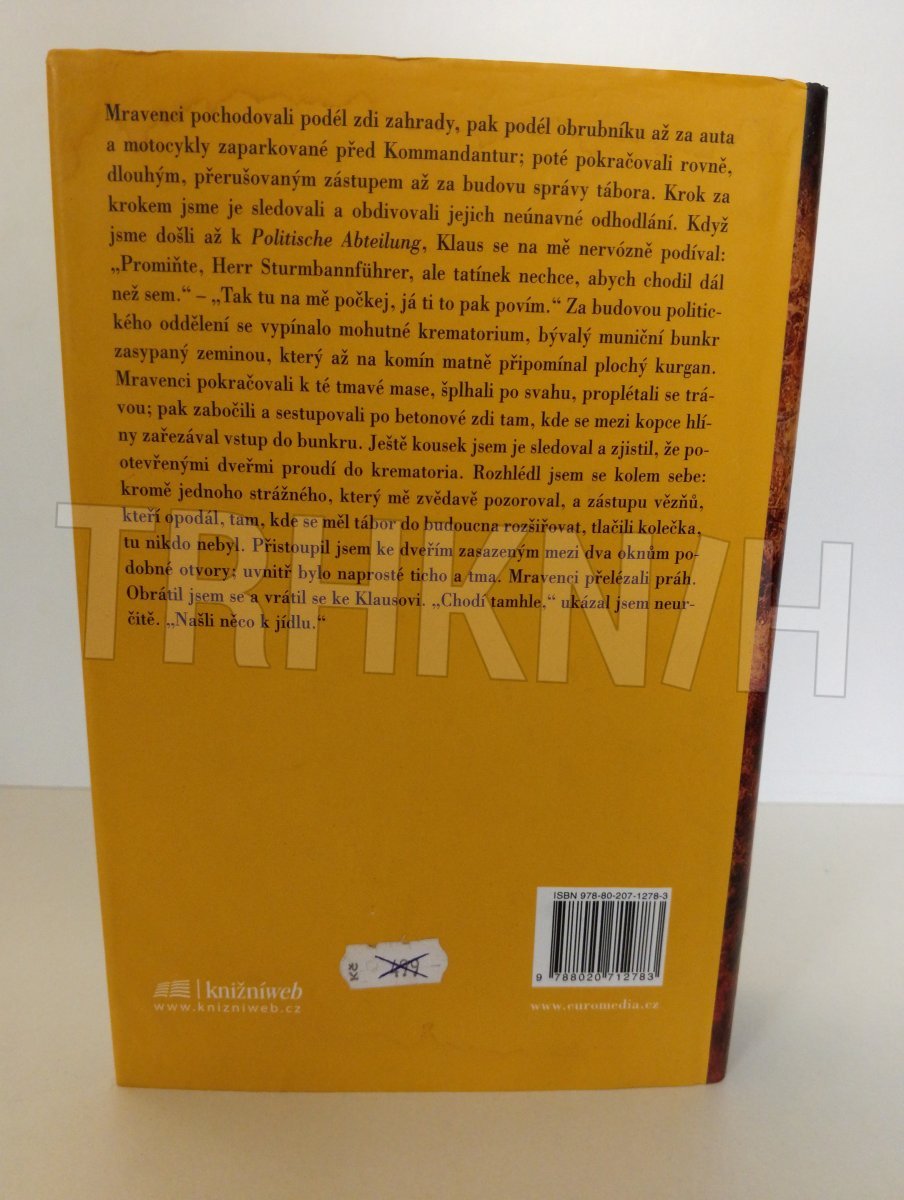 Mravenci pochodovali podél zdi zahrady, pak podél obrubníku až za auta
a motocykly zaparkované před Kommandantur; poté pokračovali rovně,
dlouhým, přerušovaným zástupem až za budovu správy tábora. Krok za
krokem jsme je sledovali a obdivovali jejich neúnavné odhodlání. Když
jsme došli až k Politische Abteilung, Klaus se na mě nervózně podíval:
„Promiňte, Herr Sturmbannführer, ale tatínek nechce, abych chodil dál
než sem.“ – „Tak tu na mě počkej, já ti to pak povím.“ Za budovou politic-
kého oddělení se vypínalo mohutné krematorium, bývalý muniční bunkr
zasypaný zeminou, který až na komín matně připomínal plochý kurgan.
Mravenci pokračovali k té tmavé mase, šplhali po svahu, proplétali se trá-
vou; pak zabočili a sestupovali po betonové zdi tam, kde se mezi kopce hlí-
ny zařezával vstup do bunkru. Ještě kousek jsem je sledoval a zjistil, že po-
otevřenými dveřmi proudí do krematoria. Rozhlédl jsem se kolem sebe:
kromě jednoho strážného, který mě zvědavě pozoroval, a zástupu vězňů,
kteří opodál, tam, kde se měl tábor do budoucna rozšiřovat, tlačili kolečka,
tu nikdo nebyl. Přistoupil jsem ke dveřím zasazeným mezi dva oknům po-
dobné otvory; uvnitř bylo naprosté ticho a tma. Mravenci přelézali práh.
Obrátil jsem se a vrátil se ke Klausovi. „Chodí tamhle,“ ukázal jsem neur-
čitě. „Našli něco k jídlu.“
TRHKNIH
ISBN 978-80-207-1278-3
9 788020 712783
www.euromedia.cz
KČ 499
knižníweb
www.knizniweb.cz